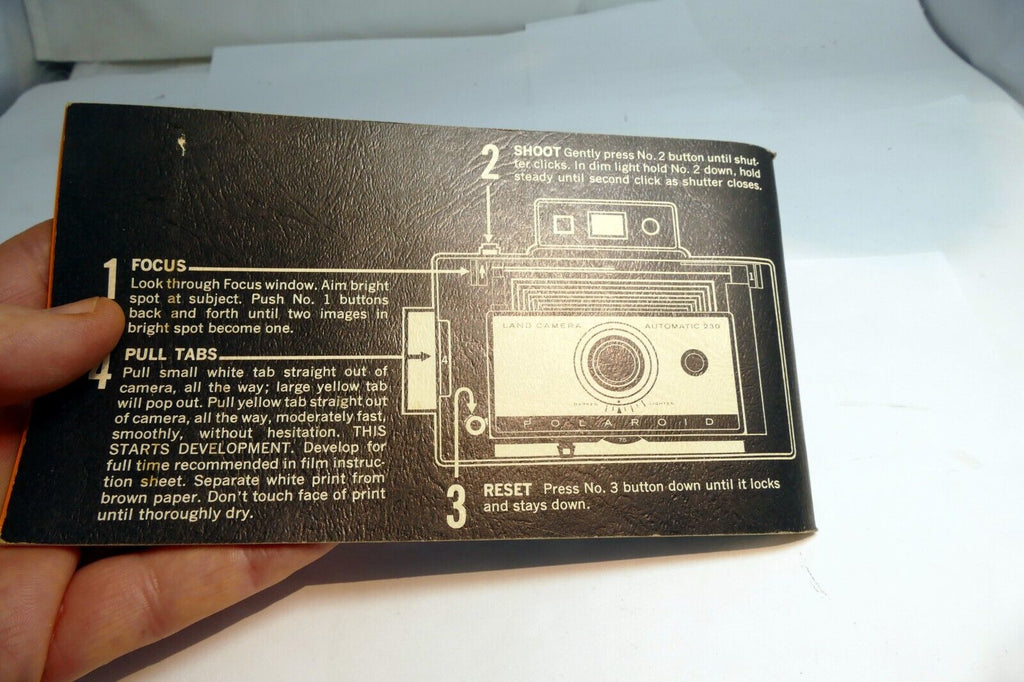 2
SHOOT Gently press No. 2 button until shut-
ter clicks. In dim light hold No. 2 down, hold
steady until second click as shutter closes.
1
FOCUS
Look through Focus window. Aim bright
spot at subject. Push No. 1 buttons
back and forth until two images in
bright spot become one.
4
PULL TABS
Pull small white tab straight out of
camera, all the way; large yellow tab
will pop out. Pull yellow tab straight out
of camera, all the way, moderately fast,
smoothly, without hesitation. THIS
STARTS DEVELOPMENT. Develop for
full time recommended in film instruc-
tion sheet. Separate white print from
brown paper. Don't touch face of print
until thoroughly dry.
LAND CAMERA AUTOMATIC 230
4
DARKER LIGHTER
POLAROID
75
3
RESET Press No. 3 button down until it locks
and stays down.